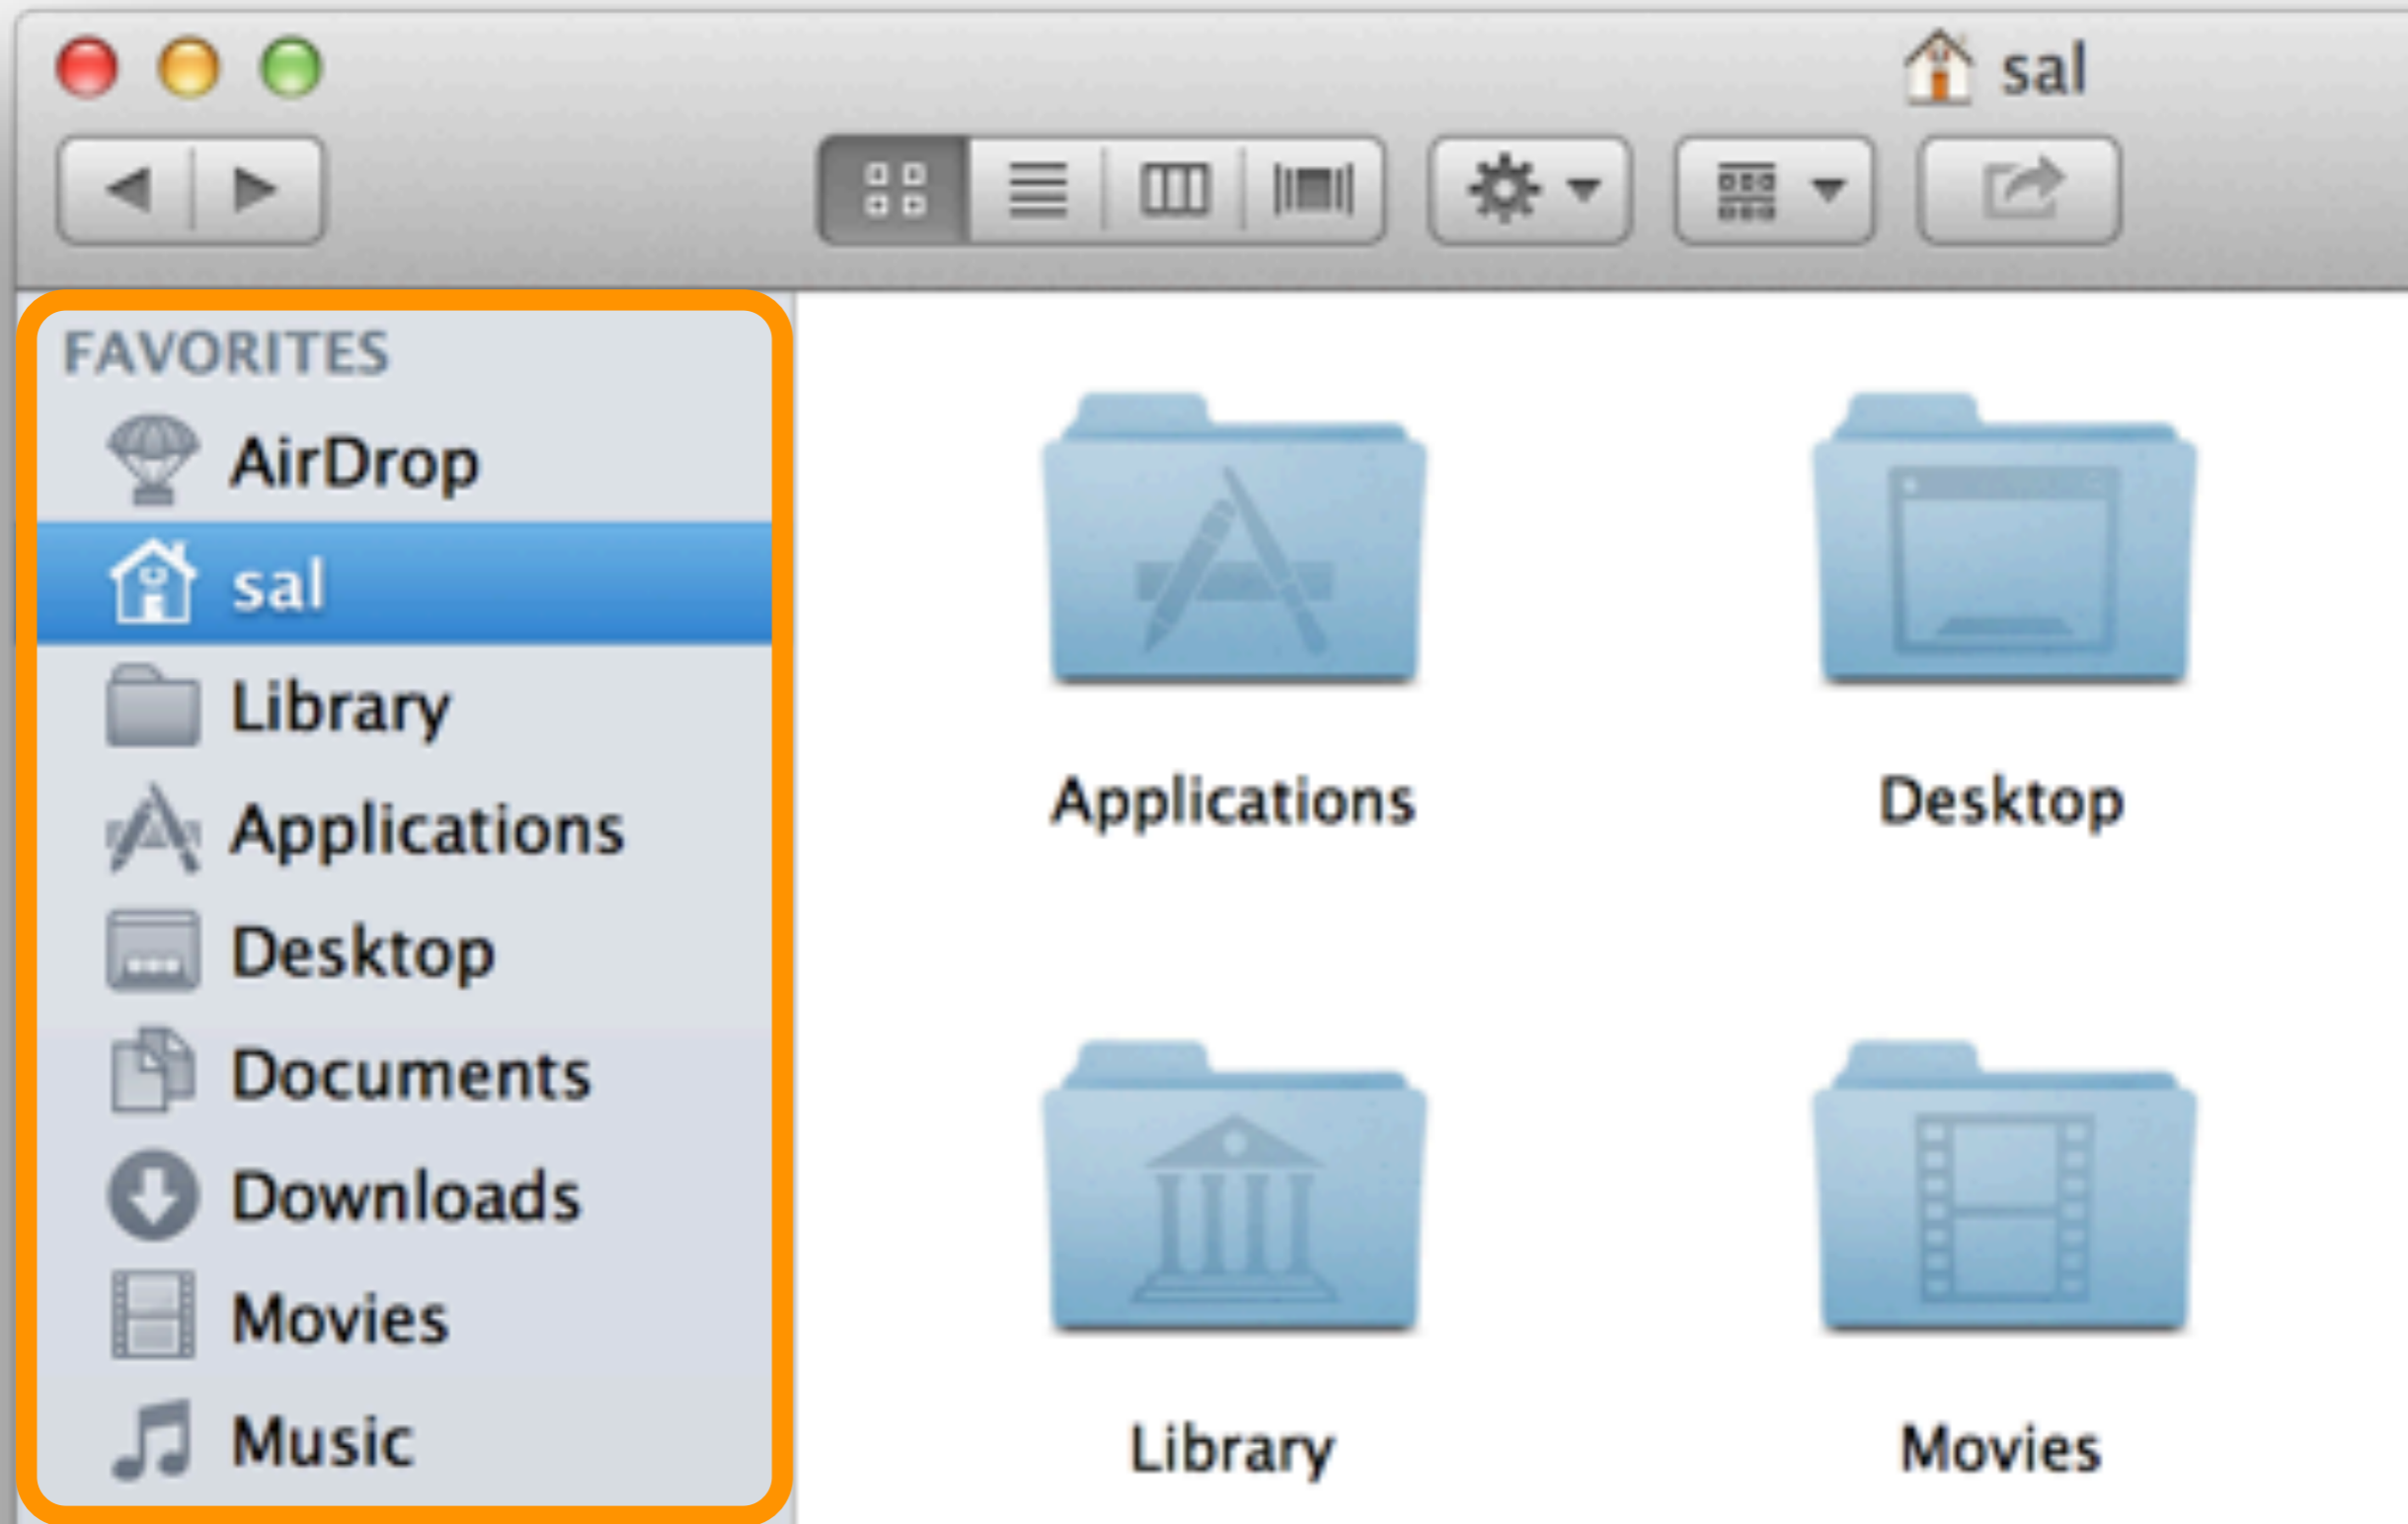 sal
FAVORITES
AirDrop
sal
Library
Applications
Desktop
Documents
Downloads
Movies
Music
Applications
Desktop
Library
Movies